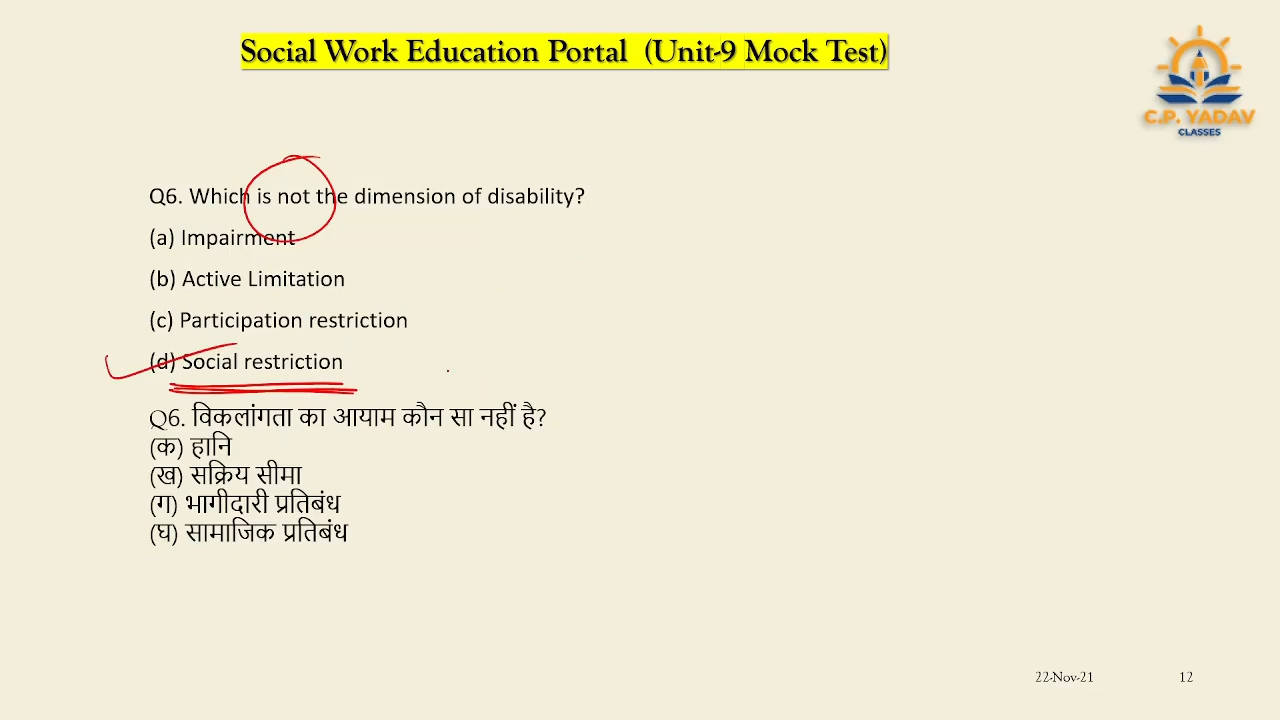 Social Work Education Portal (Unit-9 Mock Test)
C.P. YADAV
CLASSES
Q6. Which is not the dimension of disability?
(a) Impairment
(b) Active Limitation
(c) Participation restriction
(d) Social restriction
Q6. विकलांगता का आयाम कौन सा नहीं है?
(क) हानि
(ख) सक्रिय सीमा
(ग) भागीदारी प्रतिबंध
(घ) सामाजिक प्रतिबंध
22-Nov-21
12